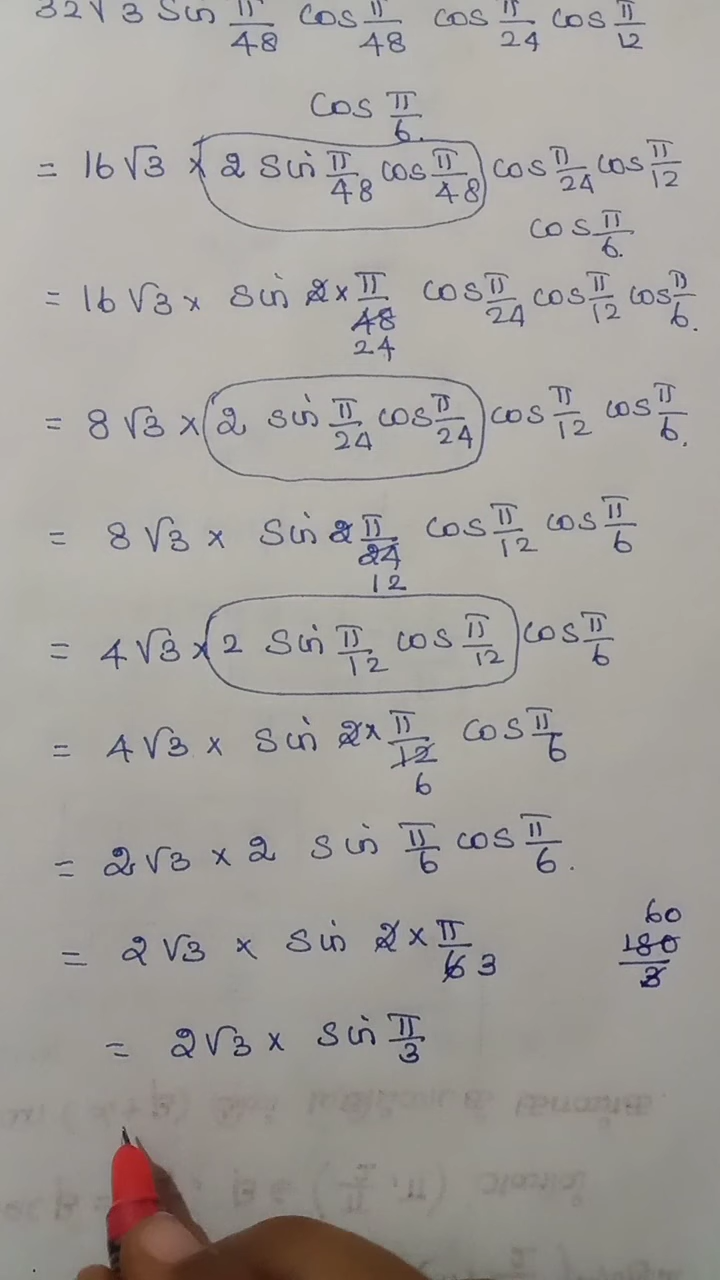 32√3 Sin π/48 cos π/48 cos π/24 cos π/12
cos π/6.
= 16√3 × 2 sin π/48 cos π/48 cos π/24 cos π/12
cos π/6.
= 16√3 × sin 2 × π/48 cos π/24 cos π/12 cos π/6.
24
= 8√3 × 2 sin π/24 cos π/24 cos π/12 cos π/6.
= 8√3 × sin 2 π/24 cos π/12 cos π/6
12
= 4√3 × 2 sin π/12 cos π/12 cos π/6
= 4√3 × sin 2 × π/12 cos π/6
6
= 2√3 × 2 sin π/6 cos π/6.
= 2√3 × sin 2 × π/6 3
60
180/3
= 2√3 × sin π/3